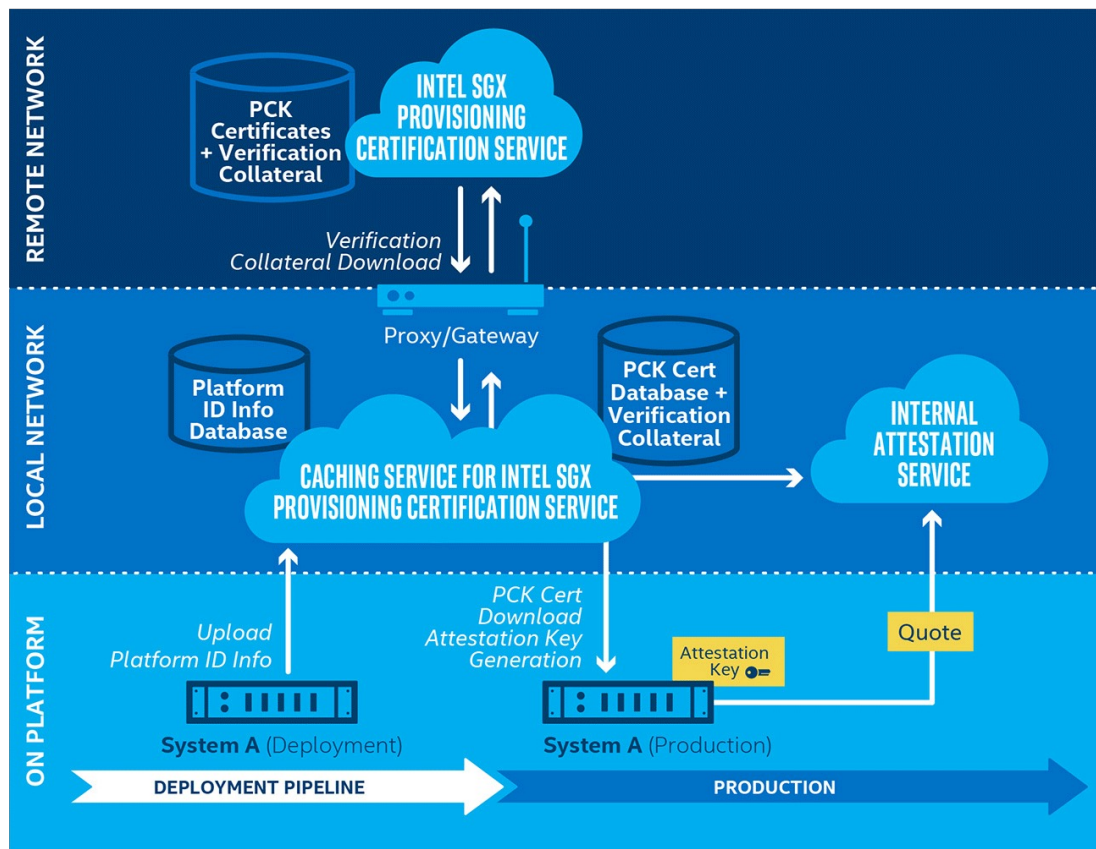 REMOTE NETWORK
PCK
Certificates
+ Verification
Collateral
INTEL SGX
PROVISIONING
CERTIFICATION SERVICE
Verification
Collateral Download
LOCAL NETWORK
Proxy/Gateway
Platform
ID Info
Database
PCK Cert
Database +
Verification
Collateral
CACHING SERVICE FOR INTEL SGX
PROVISIONING CERTIFICATION SERVICE
INTERNAL
ATTESTATION
SERVICE
ON PLATFORM
Upload
Platform ID Info
PCK Cert
Download
Attestation Key
Generation
Attestation
Key
Quote
System A (Deployment)
System A (Production)
DEPLOYMENT PIPELINE
PRODUCTION